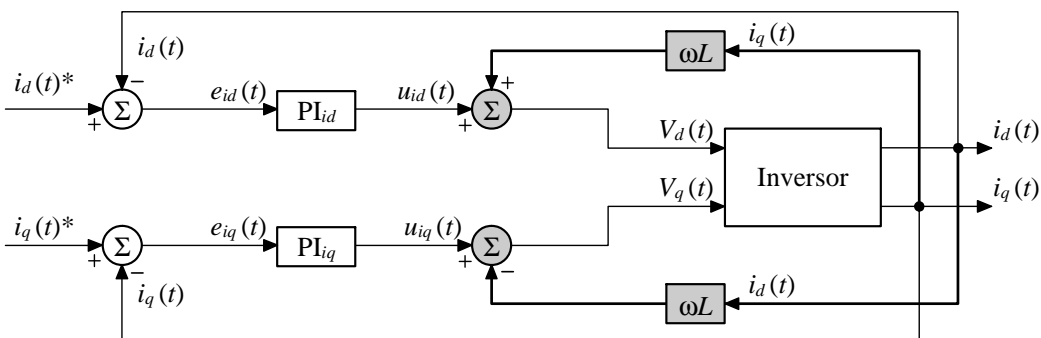 i_d(t)
i_q(t)
ωL
i_d(t)*
−
+
Σ
e_id(t)
PI_id
u_id(t)
+
+
Σ
V_d(t)
i_d(t)
Inversor
V_q(t)
i_q(t)
i_q(t)*
+
Σ
−
e_iq(t)
PI_iq
u_iq(t)
+
Σ
−
i_q(t)
ωL
i_d(t)